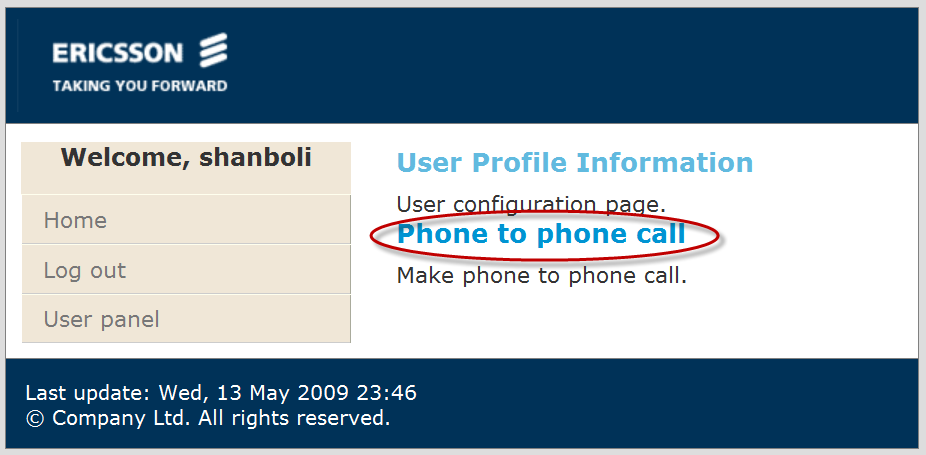 ERICSSON
TAKING YOU FORWARD
Welcome, shanboli
Home
Log out
User panel
User Profile Information
User configuration page.
Phone to phone call
Make phone to phone call.
Last update: Wed, 13 May 2009 23:46
© Company Ltd. All rights reserved.